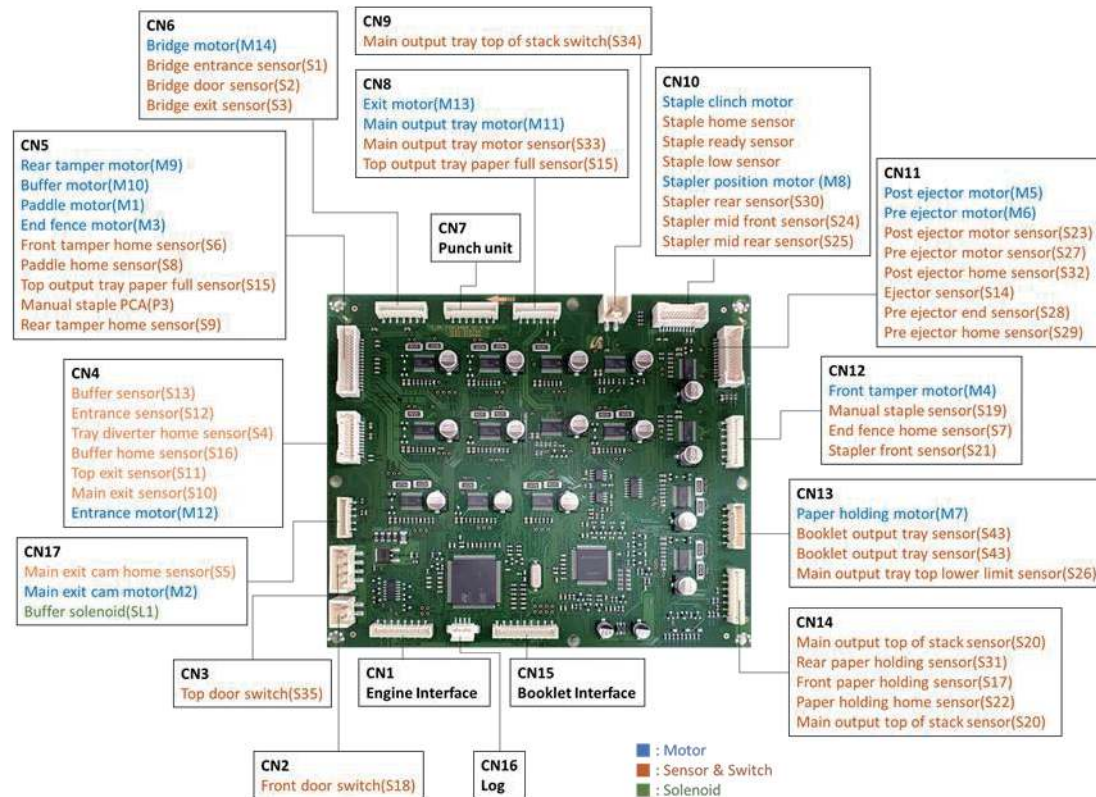 CN9
Main output tray top of stack switch(S34)
CN6
Bridge motor(M14)
Bridge entrance sensor(S1)
Bridge door sensor(S2)
Bridge exit sensor(S3)
CN8
Exit motor(M13)
Main output tray motor(M11)
Main output tray motor sensor(S33)
Top output tray paper full sensor(S15)
CN10
Staple clinch motor
Staple home sensor
Staple ready sensor
Staple low sensor
Stapler position motor (M8)
Stapler rear sensor(S30)
Stapler mid front sensor(S24)
Stapler mid rear sensor(S25)
CN5
Rear tamper motor(M9)
Buffer motor(M10)
Paddle motor(M1)
End fence motor(M3)
Front tamper home sensor(S6)
Paddle home sensor(S8)
Top output tray paper full sensor(S15)
Manual staple PCA(P3)
Rear tamper home sensor(S9)
CN11
Post ejector motor(M5)
Pre ejector motor(M6)
Post ejector motor sensor(S23)
Pre ejector motor sensor(S27)
Post ejector home sensor(S32)
Ejector sensor(S14)
Pre ejector end sensor(S28)
Pre ejector home sensor(S29)
CN7
Punch unit
CN4
Buffer sensor(S13)
Entrance sensor(S12)
Tray diverter home sensor(S4)
Buffer home sensor(S16)
Top exit sensor(S11)
Main exit sensor(S10)
Entrance motor(M12)
CN12
Front tamper motor(M4)
Manual staple sensor(S19)
End fence home sensor(S7)
Stapler front sensor(S21)
CN13
Paper holding motor(M7)
Booklet output tray sensor(S43)
Booklet output tray sensor(S43)
Main output tray top lower limit sensor(S26)
CN17
Main exit cam home sensor(S5)
Main exit cam motor(M2)
Buffer solenoid(SL1)
CN14
Main output top of stack sensor(S20)
Rear paper holding sensor(S31)
Front paper holding sensor(S17)
Paper holding home sensor(S22)
Main output top of stack sensor(S20)
CN3
Top door switch(S35)
CN1
Engine Interface
CN15
Booklet Interface
CN2
Front door switch(S18)
CN16
Log
: Motor
: Sensor & Switch
: Solenoid